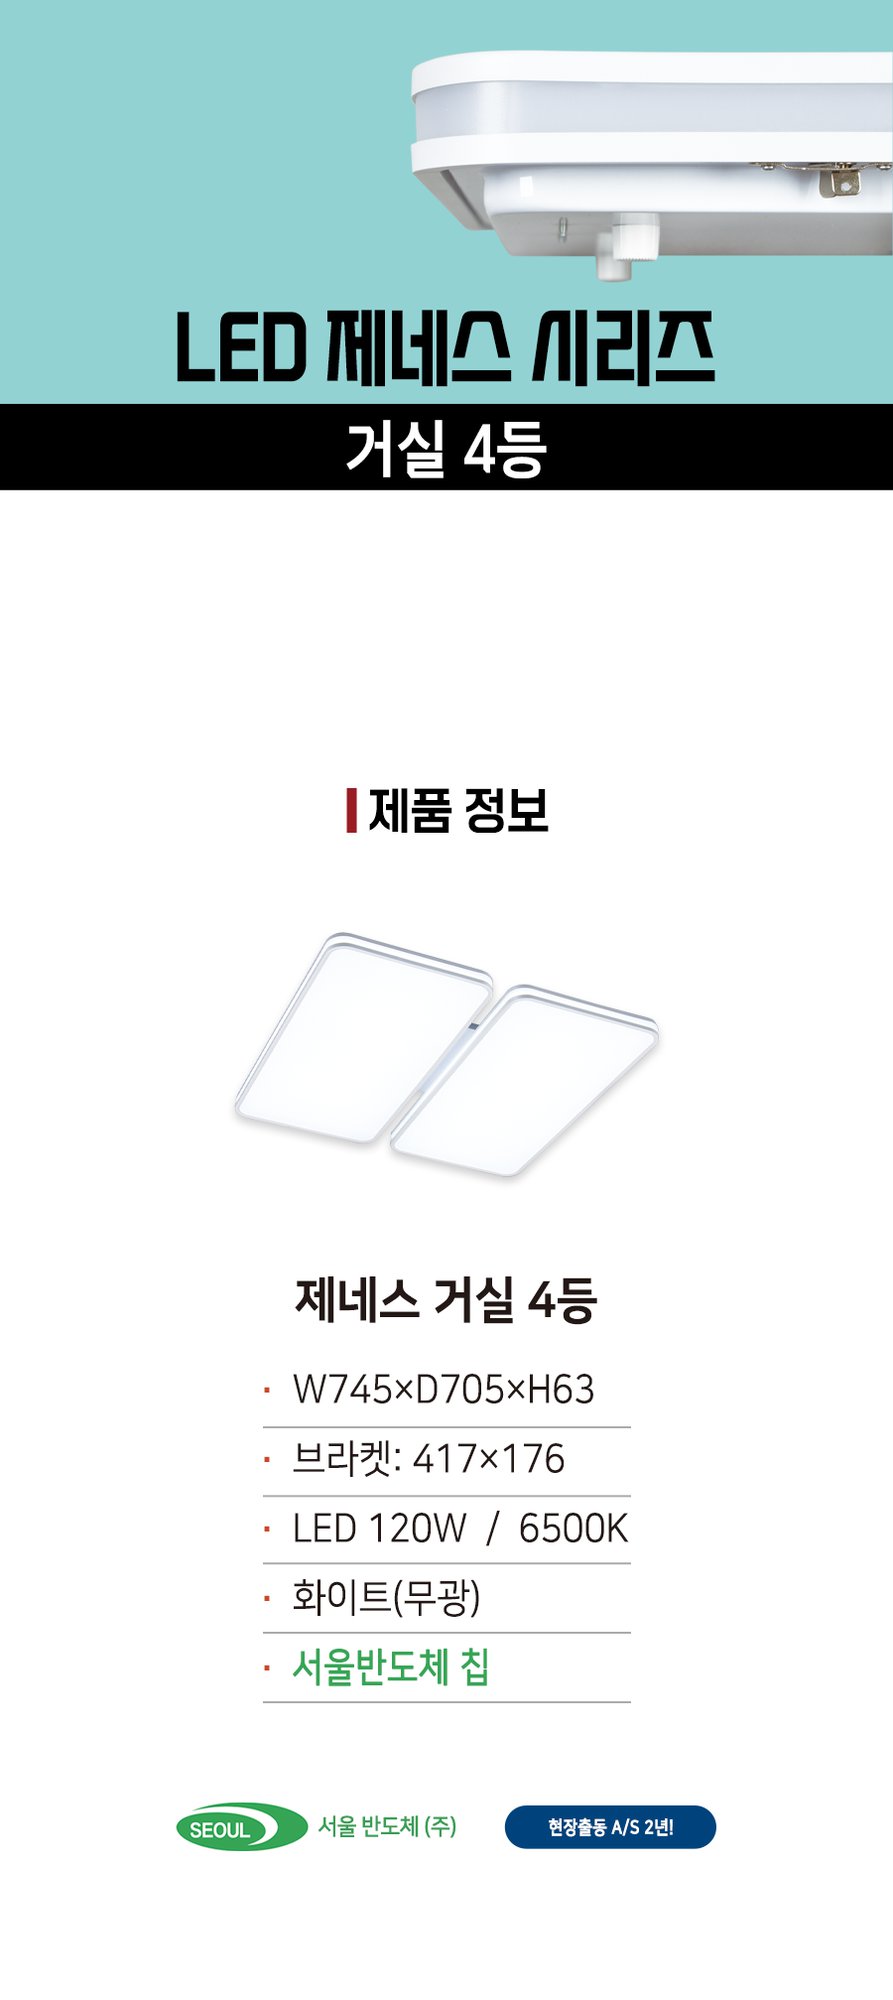 LED 제네스 시리즈
거실 4등
제품 정보
제네스 거실 4등
· W745×D705×H63
· 브라켓: 417×176
· LED 120W / 6500K
· 화이트(무광)
· 서울반도체 칩
SEOUL 서울 반도체 (주)
현장출동 A/S 2년!